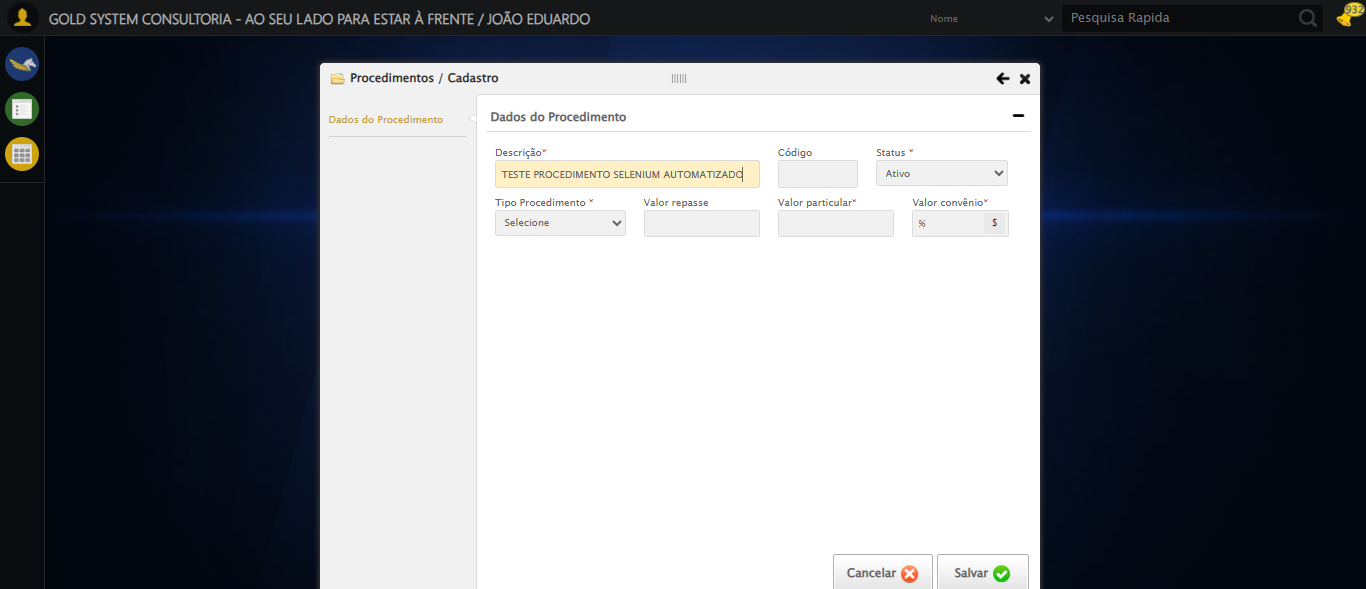 GOLD SYSTEM CONSULTORIA - AO SEU LADO PARA ESTAR À FRENTE / JOÃO EDUARDO
Nome
Pesquisa Rapida
932
Procedimentos / Cadastro
Dados do Procedimento
Dados do Procedimento
Descrição* Código Status *
TESTE PROCEDIMENTO SELENIUM AUTOMATIZADO Ativo
Tipo Procedimento * Valor repasse Valor particular* Valor convênio*
Selecione % $
Cancelar Salvar